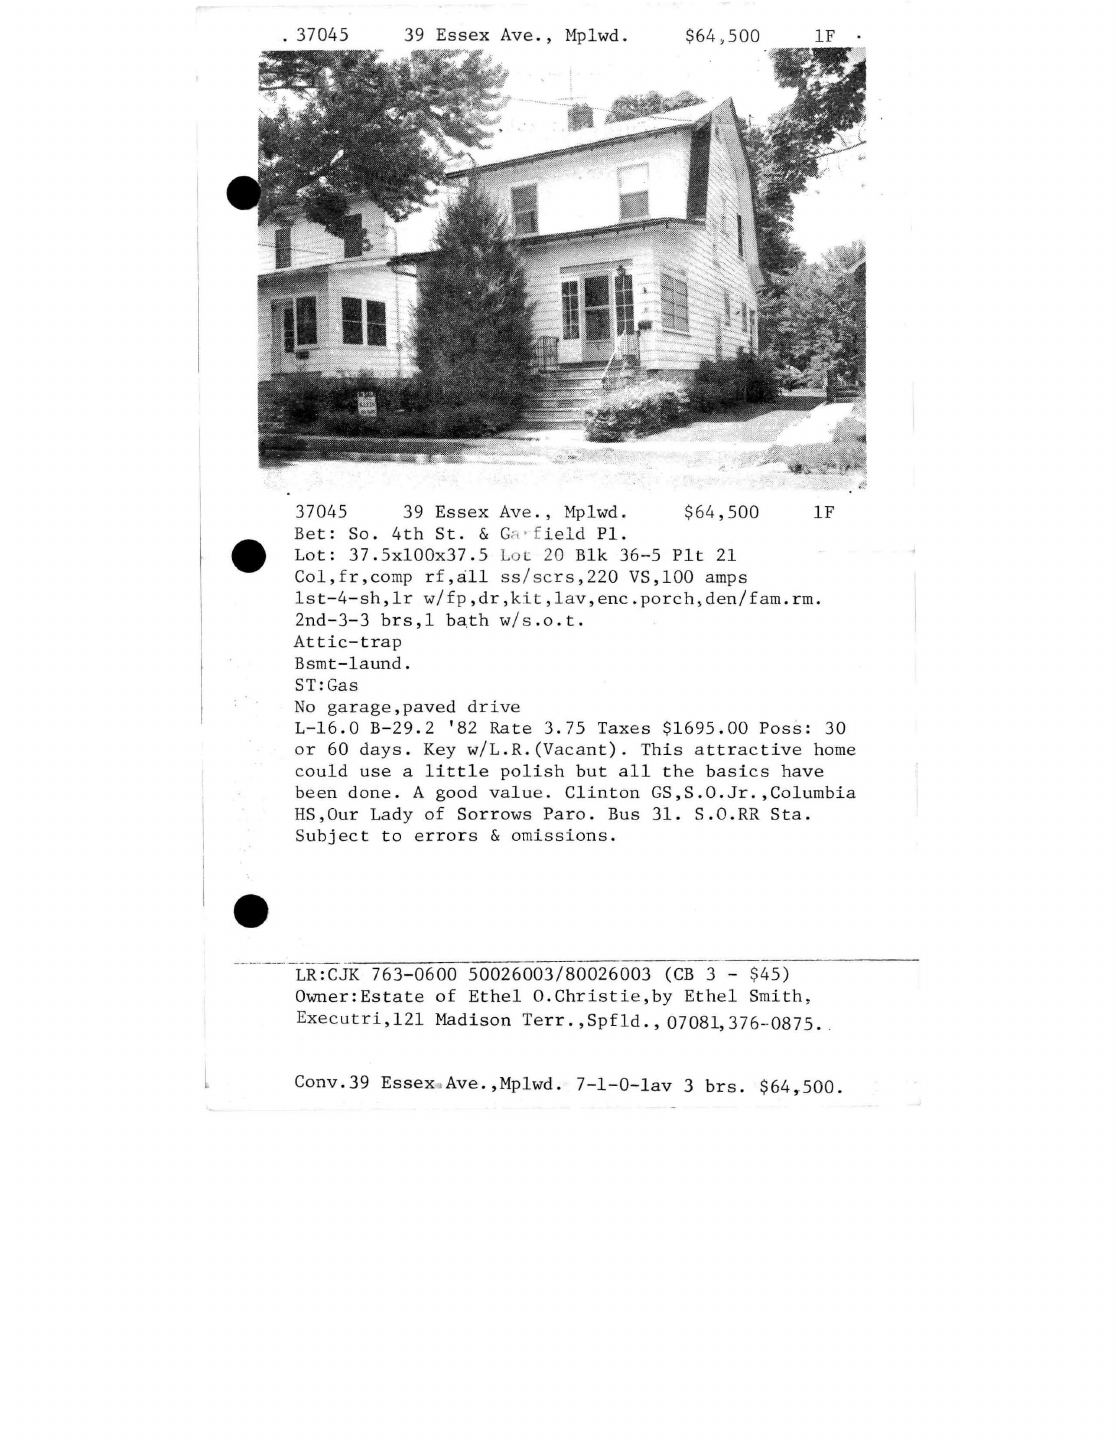 . 37045 39 Essex Ave., Mplwd. $64,500 1F .
37045 39 Essex Ave., Mplwd. $64,500 1F
Bet: So. 4th St. & Garfield Pl.
Lot: 37.5x100x37.5 Lot 20 Blk 36-5 Plt 21
Col,fr,comp rf,all ss/scrs,220 VS,100 amps
1st-4-sh,lr w/fp,dr,kit,lav,enc.porch,den/fam.rm.
2nd-3-3 brs,1 bath w/s.o.t.
Attic-trap
Bsmt-laund.
ST:Gas
No garage,paved drive
L-16.0 B-29.2 '82 Rate 3.75 Taxes $1695.00 Poss: 30
or 60 days. Key w/L.R.(Vacant). This attractive home
could use a little polish but all the basics have
been done. A good value. Clinton GS,S.O.Jr.,Columbia
HS,Our Lady of Sorrows Paro. Bus 31. S.O.RR Sta.
Subject to errors & omissions.
LR:CJK 763-0600 50026003/80026003 (CB 3 - $45)
Owner:Estate of Ethel O.Christie,by Ethel Smith,
Executri,121 Madison Terr.,Spfld., 07081,376-0875.
Conv.39 Essex Ave.,Mplwd. 7-1-0-lav 3 brs. $64,500.